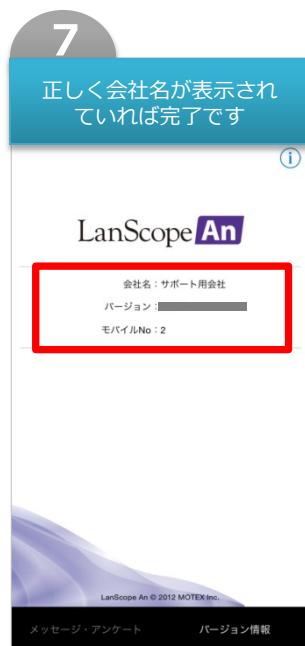 7
正しく会社名が表示され
ていれば完了です
LanScope An
会社名：サポート用会社
バージョン：
モバイルNo：2
LanScope An © 2012 MOTEX Inc.
メッセージ・アンケート
バージョン情報